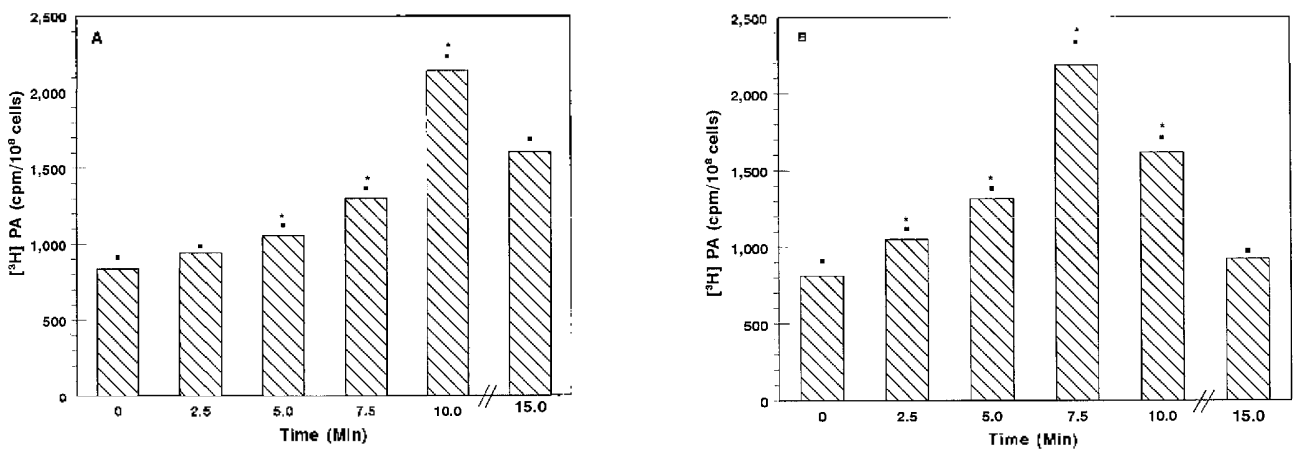 A
[³H] PA (cpm/10⁸ cells)
2,500
2,000
1,500
1,000
500
0
*
*
*
0 2.5 5.0 7.5 10.0 // 15.0
Time (Min)
B
[³H] PA (cpm/10⁸ cells)
2,500
2,000
1,500
1,000
500
0
*
*
*
*
0 2.5 5.0 7.5 10.0 // 15.0
Time (Min)